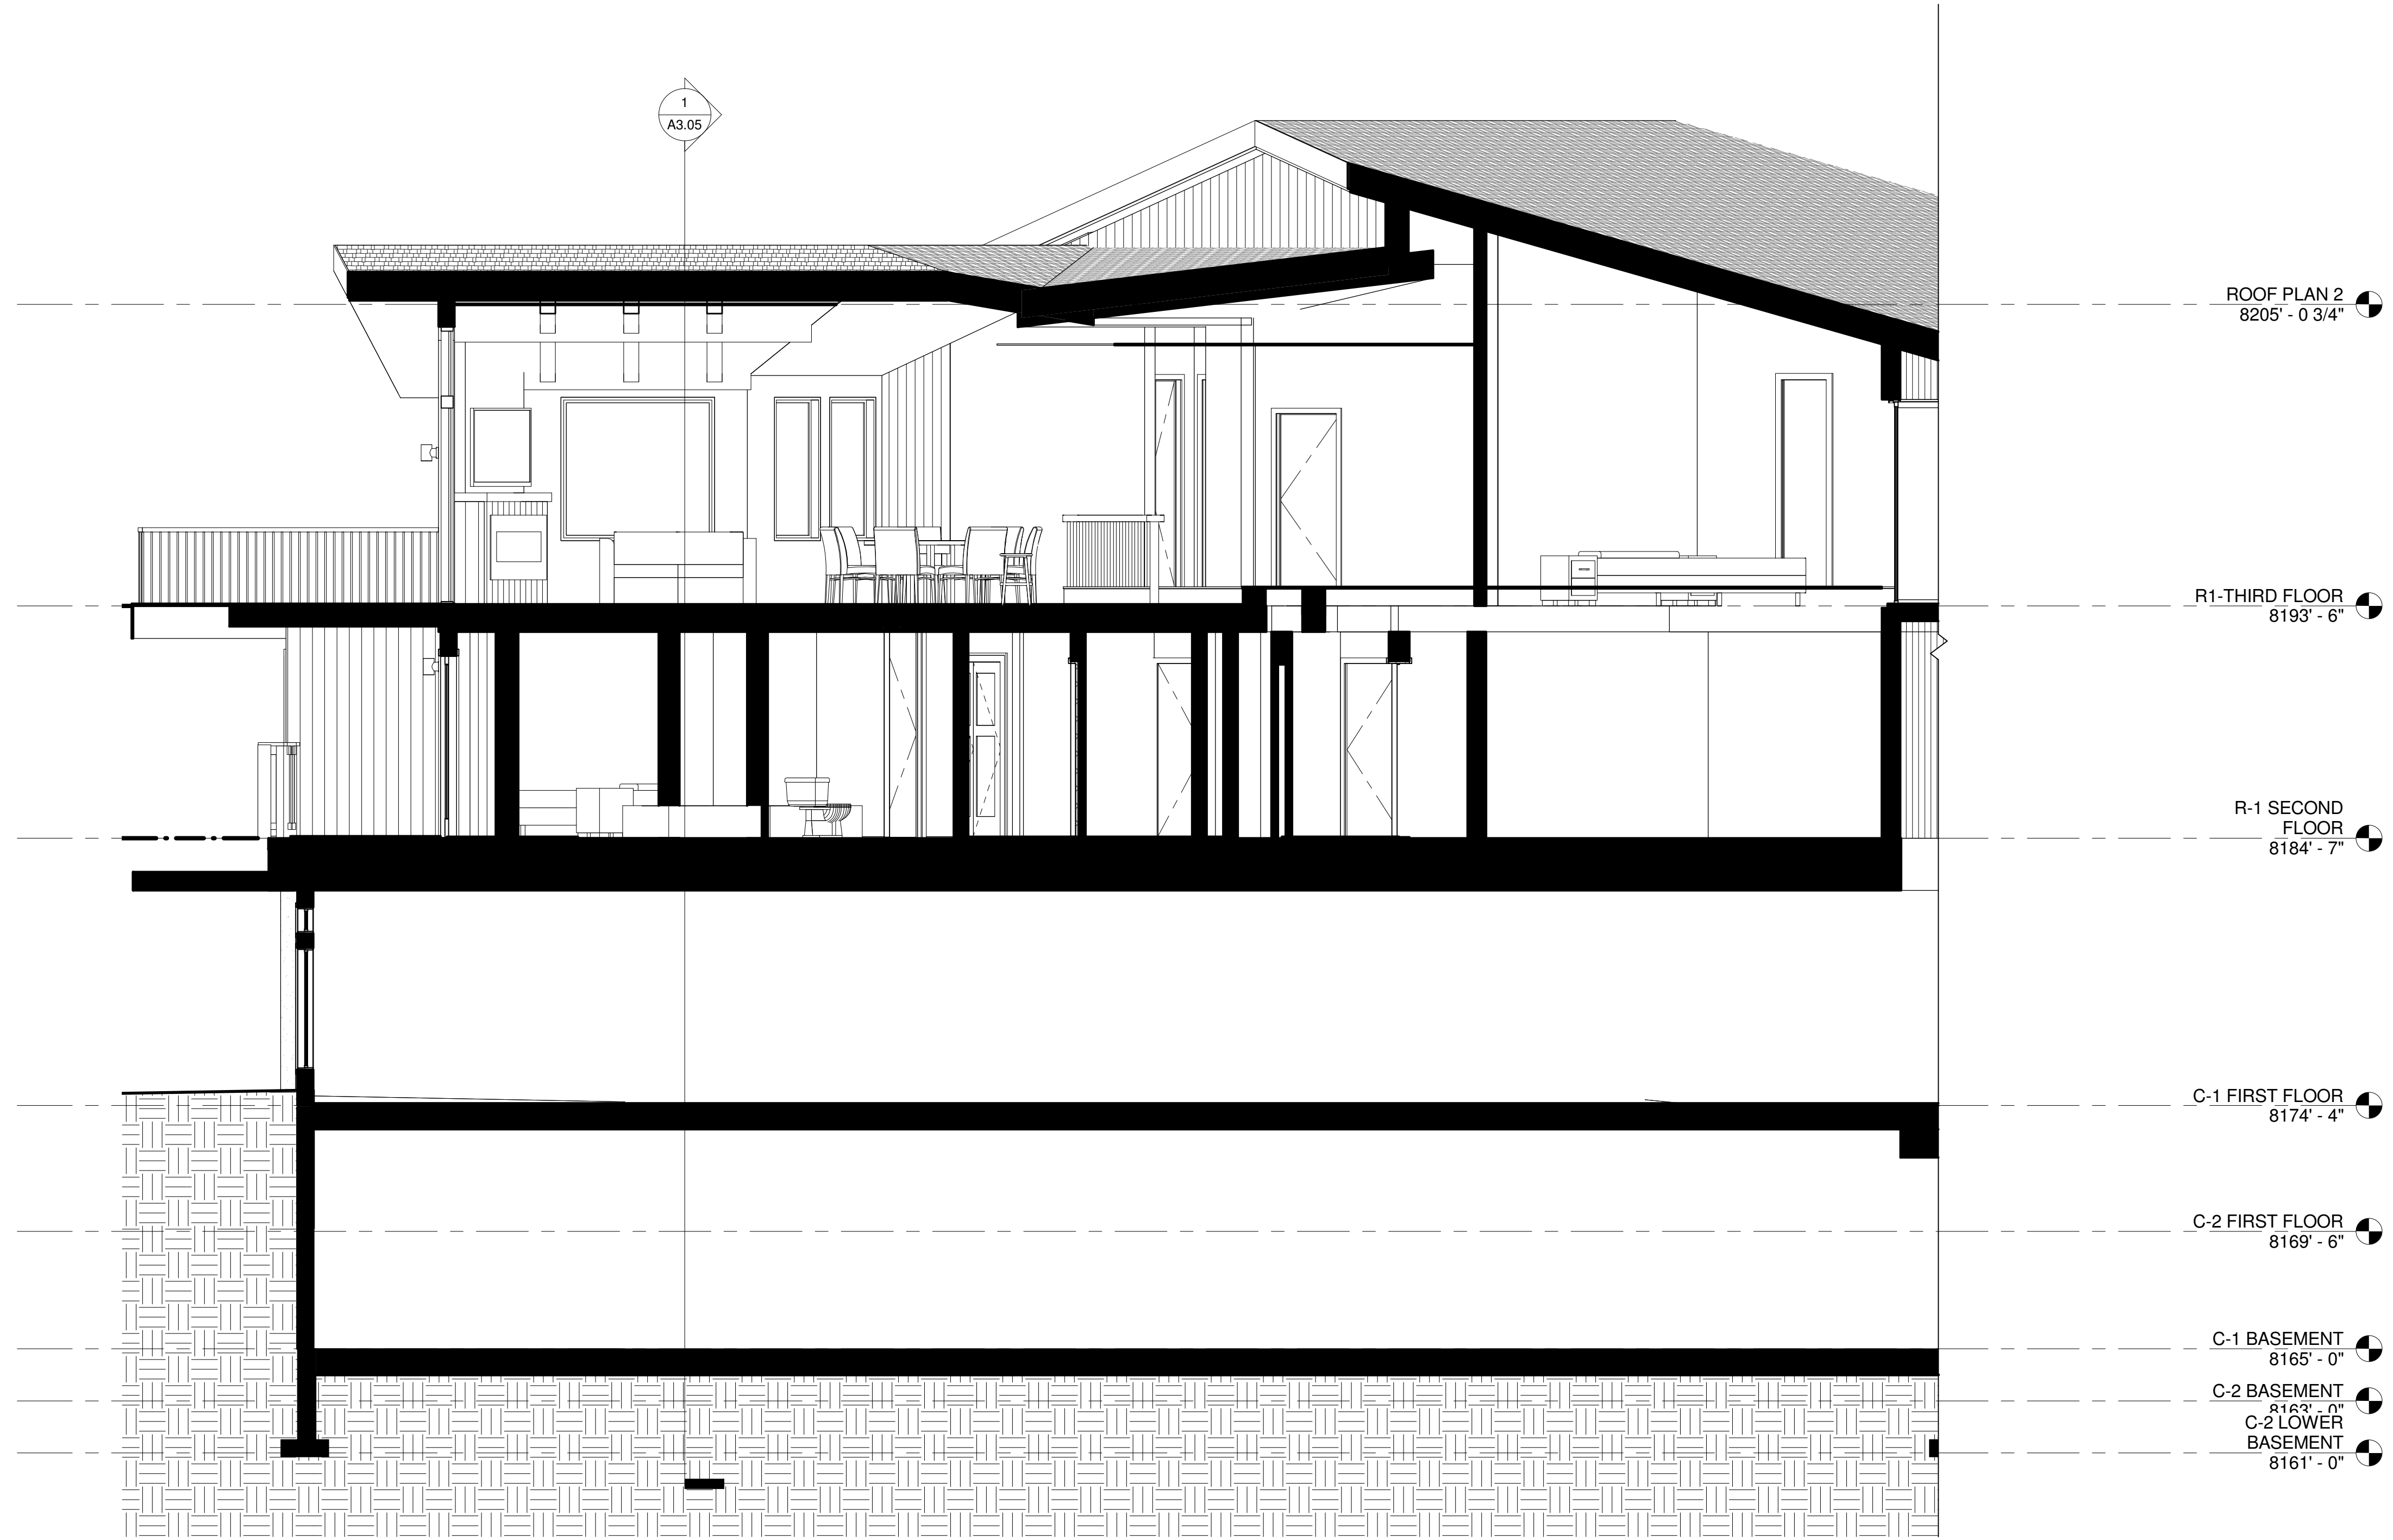 1
A3.05
ROOF PLAN 2
8205' - 0 3/4"
R1-THIRD FLOOR
8193' - 6"
R-1 SECOND
FLOOR
8184' - 7"
C-1 FIRST FLOOR
8174' - 4"
C-2 FIRST FLOOR
8169' - 6"
C-1 BASEMENT
8165' - 0"
C-2 BASEMENT
8163' - 0"
C-2 LOWER
BASEMENT
8161' - 0"